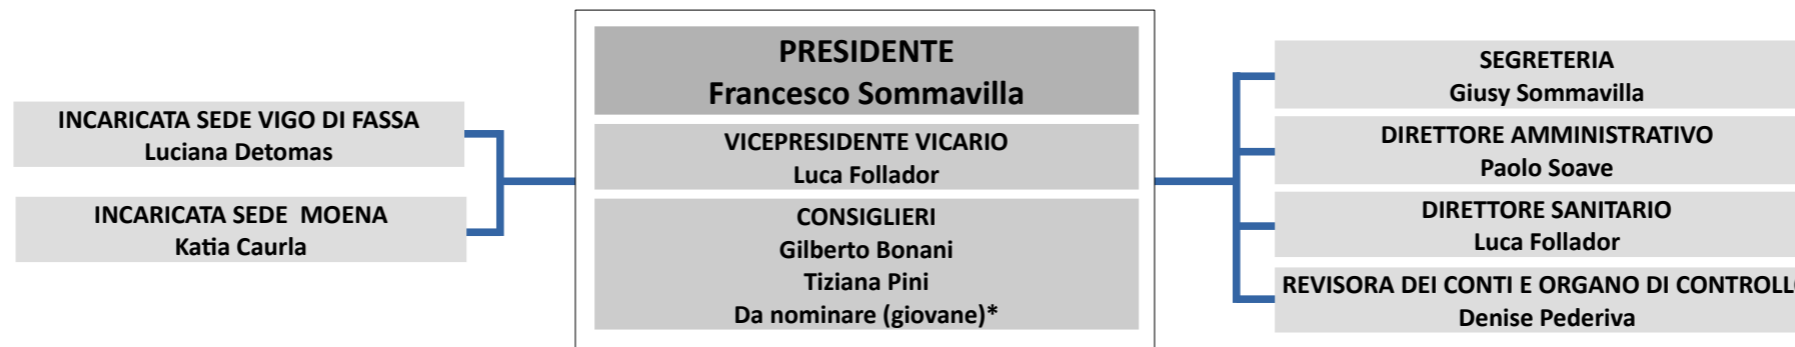 INCARICATA SEDE VIGO DI FASSA
Luciana Detomas
INCARICATA SEDE MOENA
Katia Caurla
PRESIDENTE
Francesco Sommavilla
VICEPRESIDENTE VICARIO
Luca Follador
CONSIGLIERI
Gilberto Bonani
Tiziana Pini
Da nominare (giovane)*
SEGRETERIA
Giusy Sommavilla
DIRETTORE AMMINISTRATIVO
Paolo Soave
DIRETTORE SANITARIO
Luca Follador
REVISORA DEI CONTI E ORGANO DI CONTROLLO
Denise Pederiva